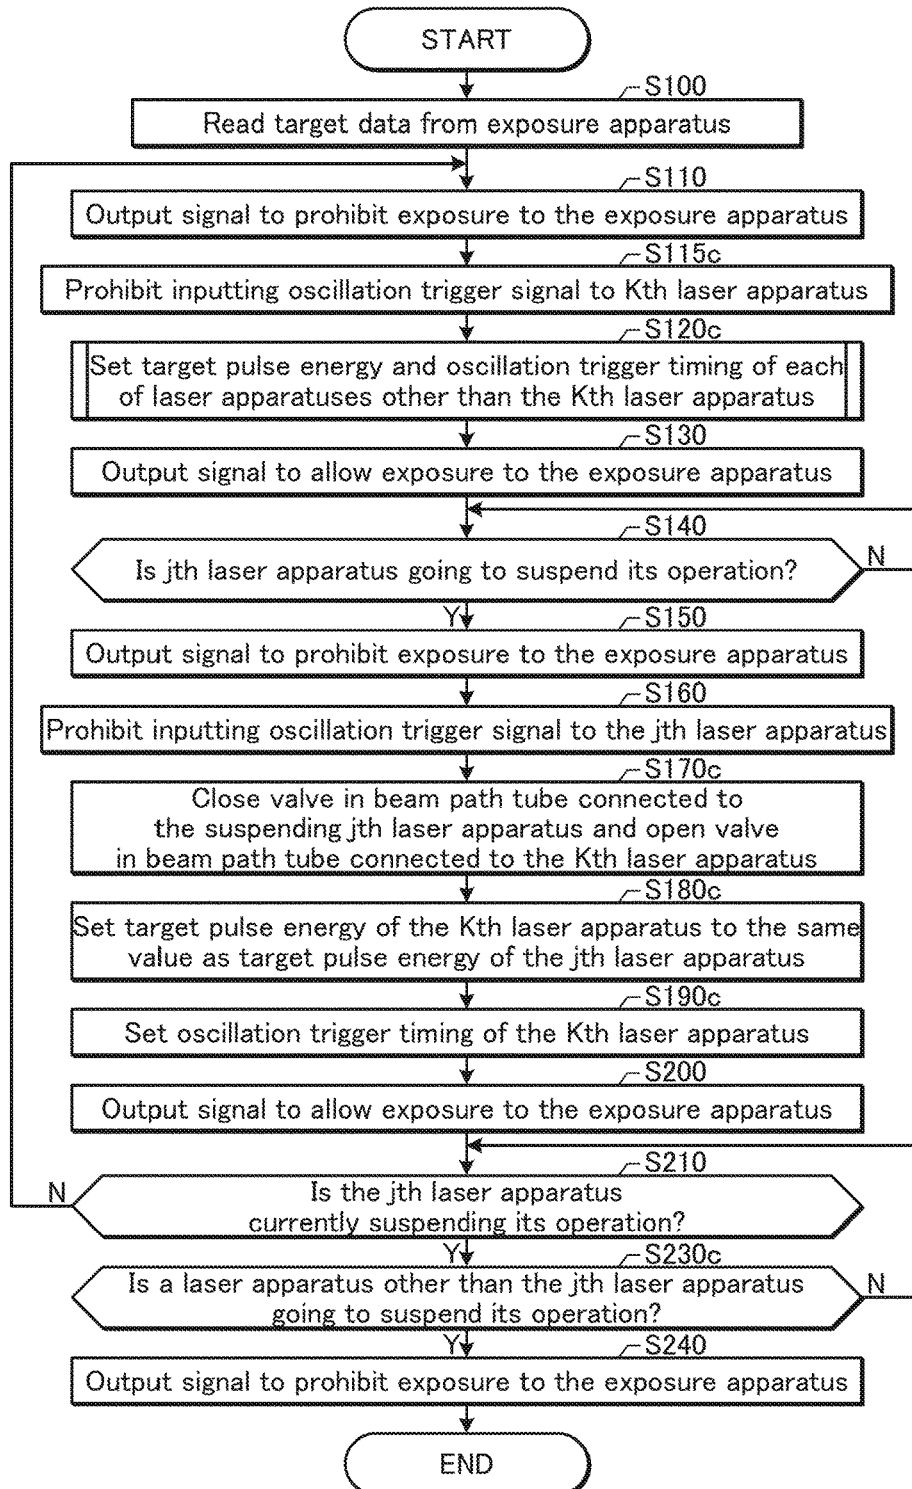 START
S100
Read target data from exposure apparatus
S110
Output signal to prohibit exposure to the exposure apparatus
S115c
Prohibit inputting oscillation trigger signal to Kth laser apparatus
S120c
Set target pulse energy and oscillation trigger timing of each
of laser apparatuses other than the Kth laser apparatus
S130
Output signal to allow exposure to the exposure apparatus
S140
Is jth laser apparatus going to suspend its operation?
N
Y
S150
Output signal to prohibit exposure to the exposure apparatus
S160
Prohibit inputting oscillation trigger signal to the jth laser apparatus
S170c
Close valve in beam path tube connected to
the suspending jth laser apparatus and open valve
in beam path tube connected to the Kth laser apparatus
S180c
Set target pulse energy of the Kth laser apparatus to the same
value as target pulse energy of the jth laser apparatus
S190c
Set oscillation trigger timing of the Kth laser apparatus
S200
Output signal to allow exposure to the exposure apparatus
S210
N
Is the jth laser apparatus
currently suspending its operation?
Y
S230c
Is a laser apparatus other than the jth laser apparatus
going to suspend its operation?
N
Y
S240
Output signal to prohibit exposure to the exposure apparatus
END